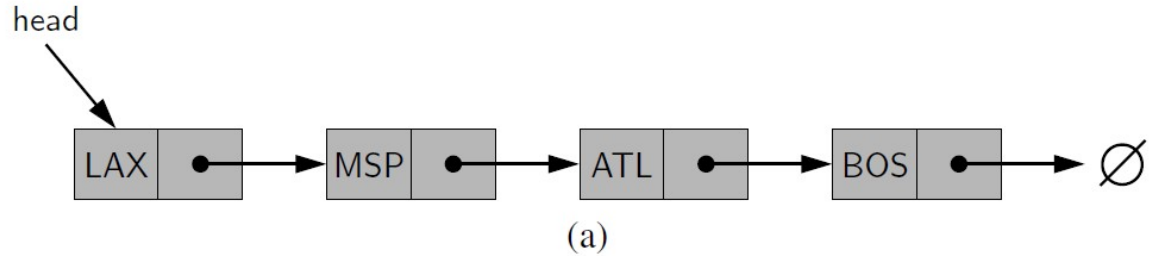 head
LAX MSP ATL BOS ∅
(a)